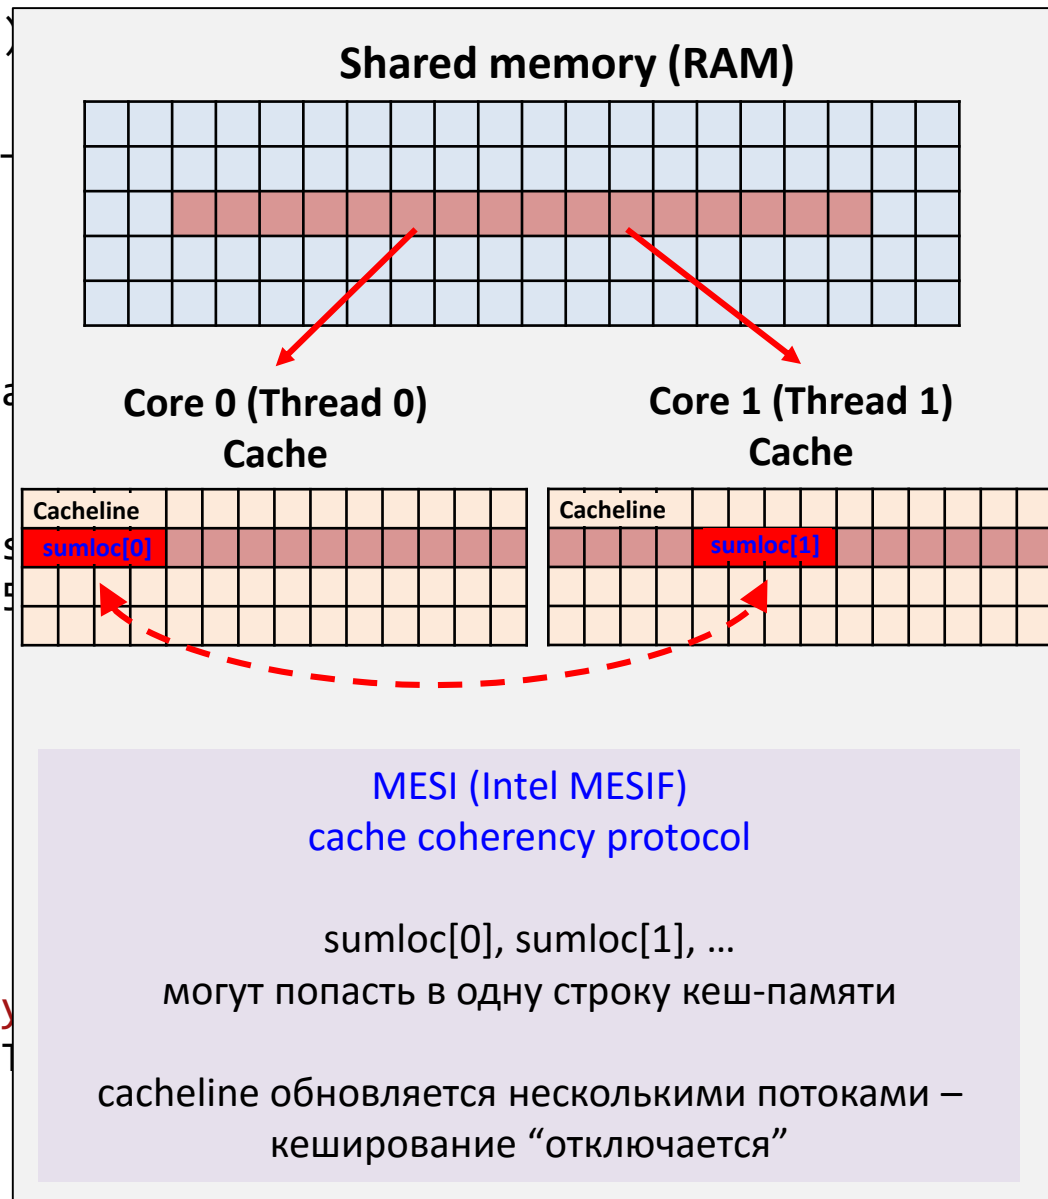 Shared memory (RAM)
Core 0 (Thread 0)
Cache
Core 1 (Thread 1)
Cache
Cacheline
sumloc[0]
Cacheline
sumloc[1]
MESI (Intel MESIF)
cache coherency protocol
sumloc[0], sumloc[1], …
могут попасть в одну строку кеш-памяти
cacheline обновляется несколькими потоками –
кеширование “отключается”